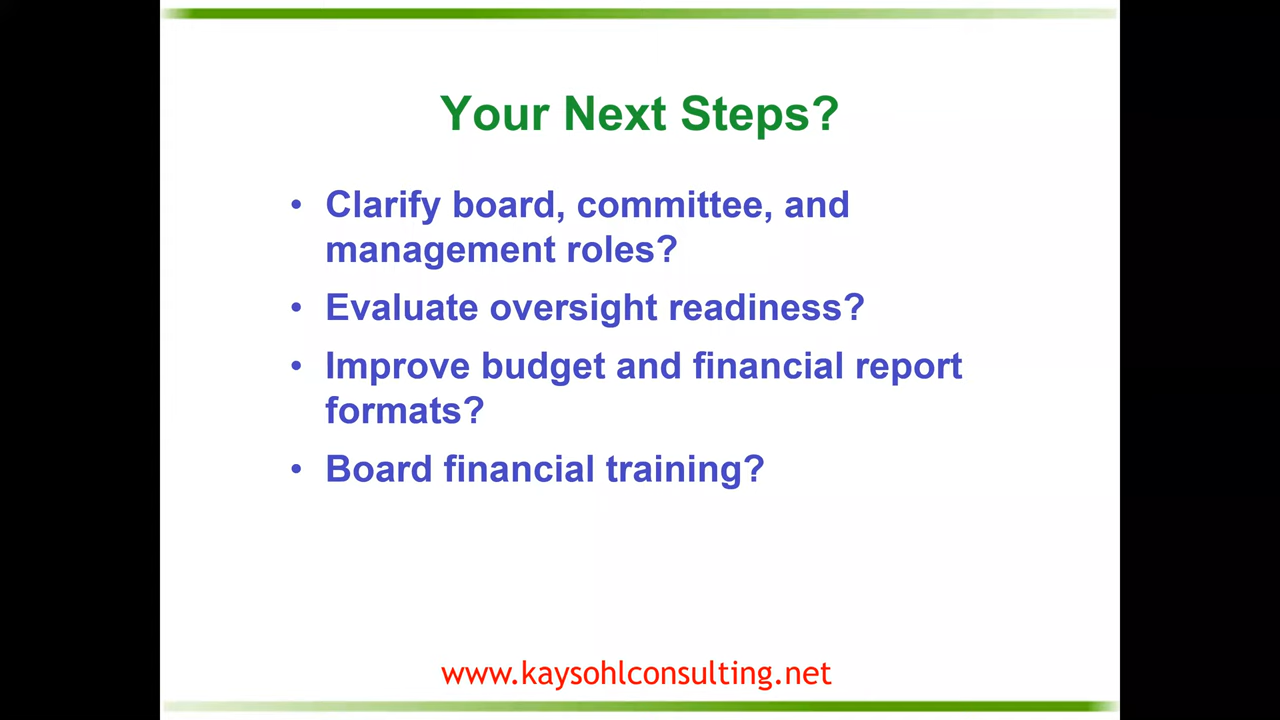 Your Next Steps?
• Clarify board, committee, and
management roles?
• Evaluate oversight readiness?
• Improve budget and financial report
formats?
• Board financial training?
www.kaysohlconsulting.net